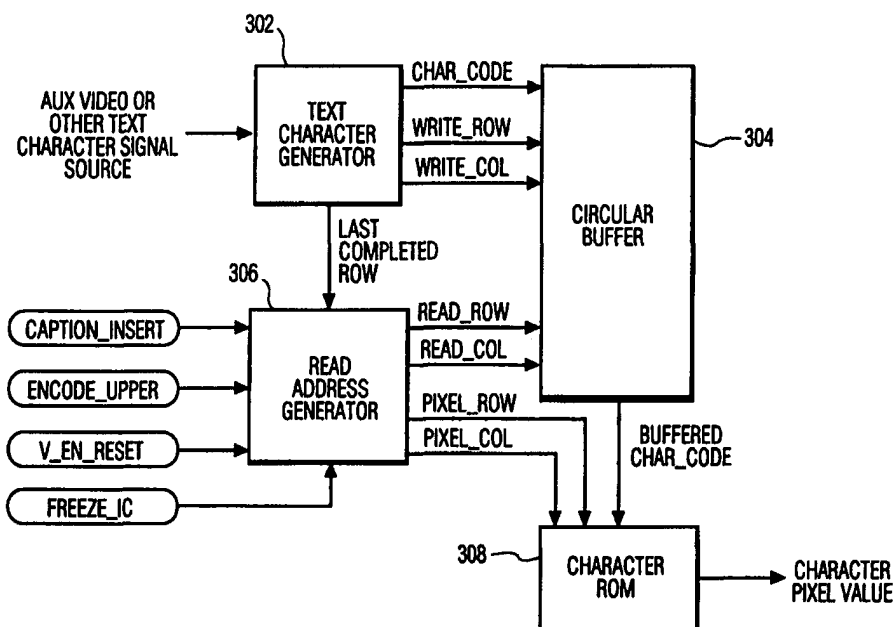 302
TEXT
CHARACTER
GENERATOR
AUX VIDEO OR
OTHER TEXT
CHARACTER SIGNAL
SOURCE
CHAR_CODE
WRITE_ROW
WRITE_COL
304
CIRCULAR
BUFFER
LAST
COMPLETED
ROW
306
READ
ADDRESS
GENERATOR
CAPTION_INSERT
ENCODE_UPPER
V_EN_RESET
FREEZE_IC
READ_ROW
READ_COL
PIXEL_ROW
PIXEL_COL
BUFFERED
CHAR_CODE
308
CHARACTER
ROM
CHARACTER
PIXEL VALUE